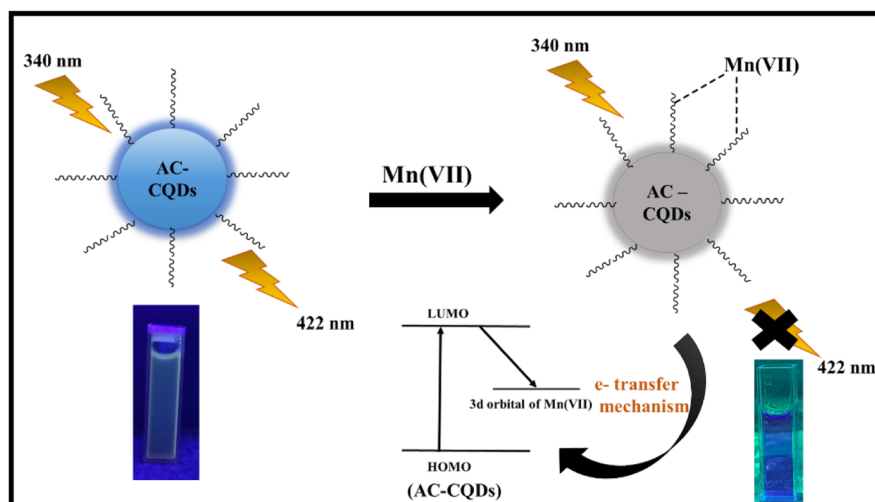 340 nm
AC-
CQDs
422 nm
Mn(VII)
340 nm
Mn(VII)
AC –
CQDs
422 nm
LUMO
3d orbital of Mn(VII)
e- transfer
mechanism
HOMO
(AC-CQDs)